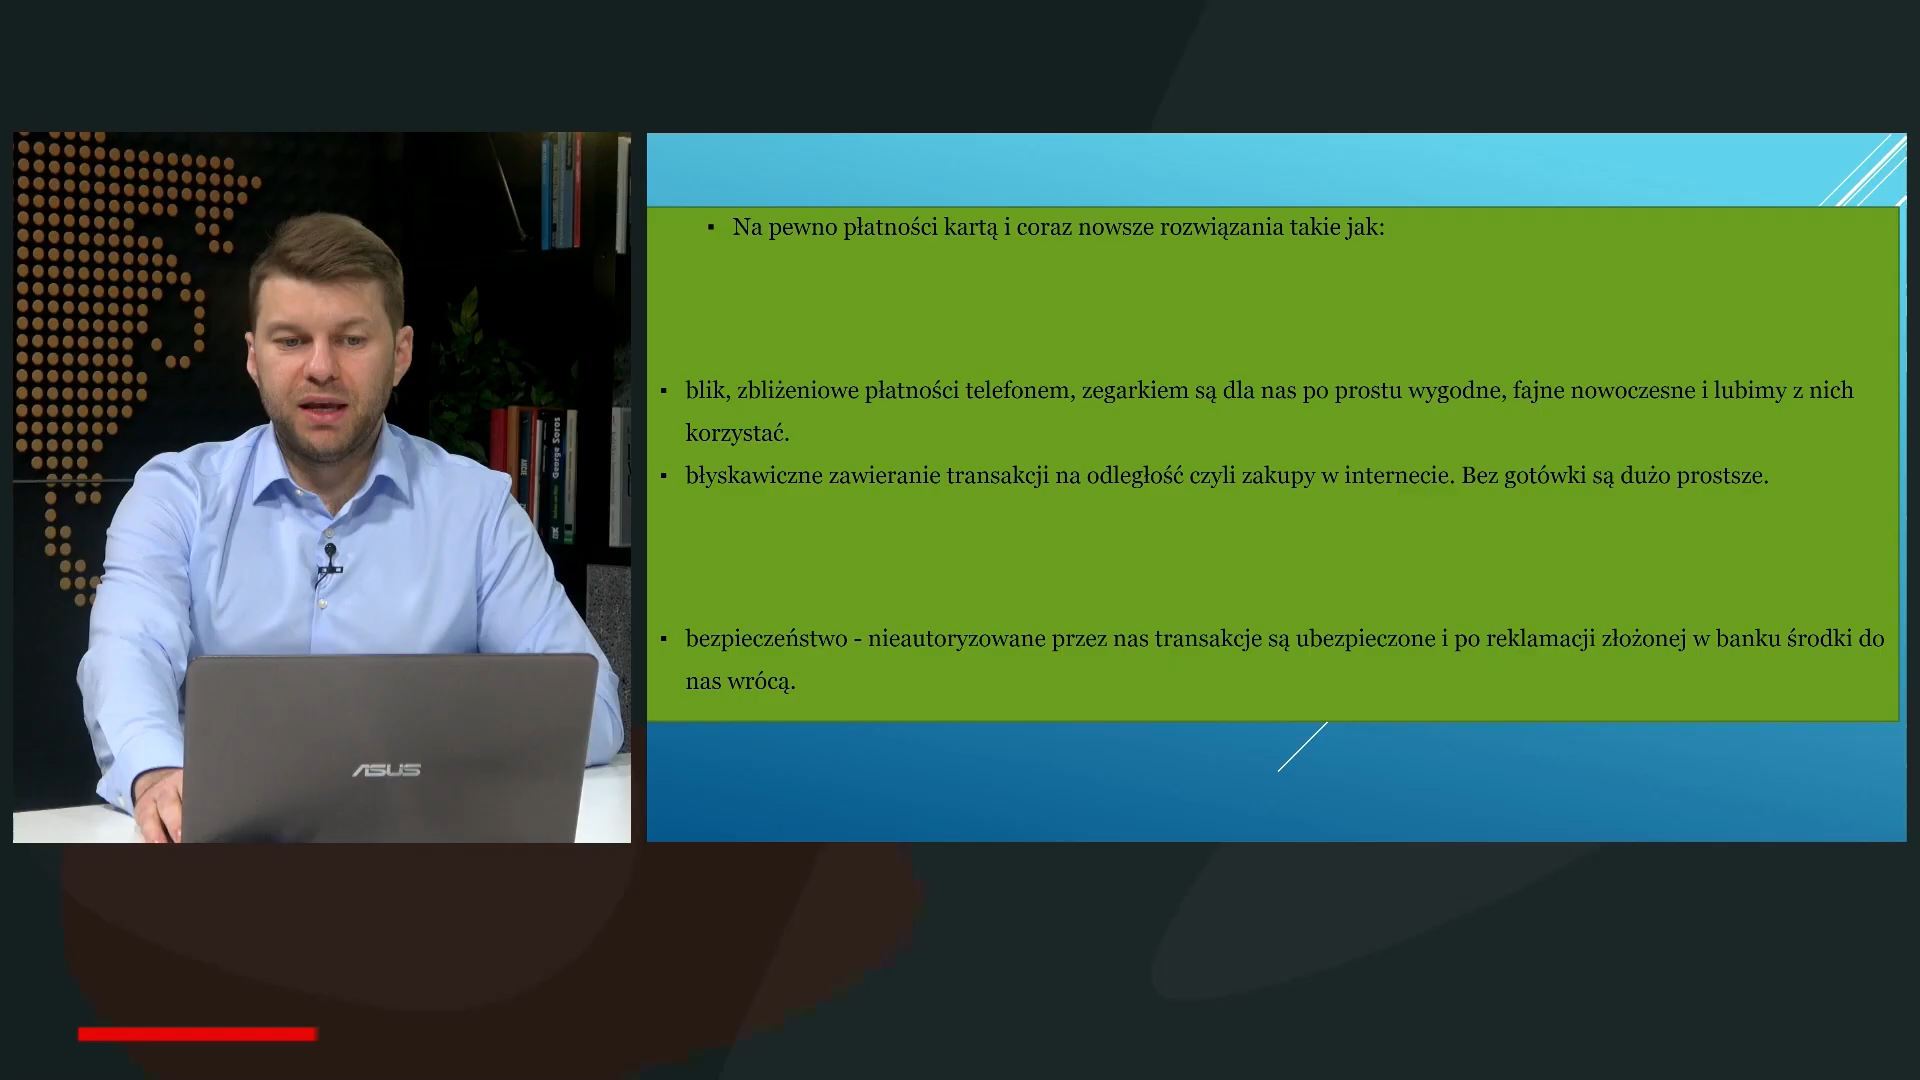 Na pewno płatności kartą i coraz nowsze rozwiązania takie jak:
blik, zbliżeniowe płatności telefonem, zegarkiem są dla nas po prostu wygodne, fajne nowoczesne i lubimy z nich
korzystać.
błyskawiczne zawieranie transakcji na odległość czyli zakupy w internecie. Bez gotówki są dużo prostsze.
bezpieczeństwo - nieautoryzowane przez nas transakcje są ubezpieczone i po reklamacji złożonej w banku środki do
nas wrócą.
George Soros
ASUS